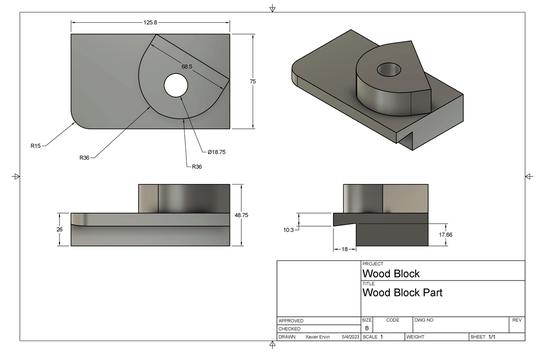 125.8
68.5
75
R15
R36
Ø18.75
R36
48.75
26
10.3
17.66
18
PROJECT
Wood Block
TITLE
Wood Block Part
APPROVED
CHECKED
SIZE
B
CODE
DWG NO
REV
DRAWN Xavier Ervin 5/4/2023
SCALE 1
WEIGHT
SHEET 1/1